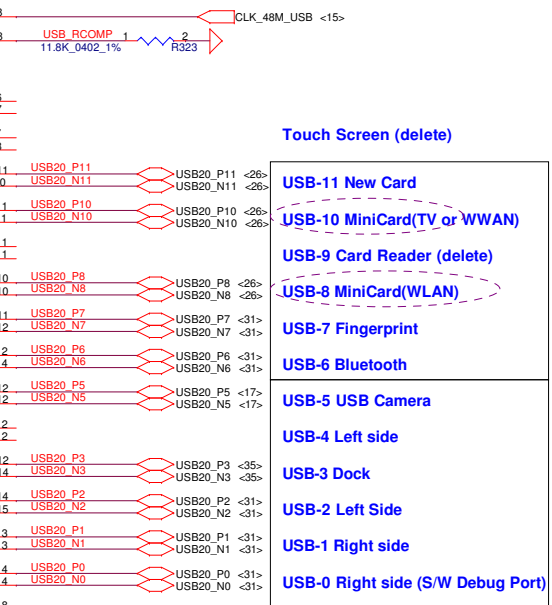 CLK_48M_USB <15>
USB_RCOMP 1 2
11.8K_0402_1% R323
Touch Screen (delete)
USB20_P11 USB20_P11 <26>
USB20_N11 USB20_N11 <26>
USB-11 New Card
USB20_P10 USB20_P10 <26>
USB20_N10 USB20_N10 <26>
USB-10 MiniCard(TV or WWAN)
USB-9 Card Reader (delete)
USB20_P8 USB20_P8 <26>
USB20_N8 USB20_N8 <26>
USB-8 MiniCard(WLAN)
USB20_P7 USB20_P7 <31>
USB20_N7 USB20_N7 <31>
USB-7 Fingerprint
USB20_P6 USB20_P6 <31>
USB20_N6 USB20_N6 <31>
USB-6 Bluetooth
USB20_P5 USB20_P5 <17>
USB20_N5 USB20_N5 <17>
USB-5 USB Camera
USB-4 Left side
USB20_P3 USB20_P3 <35>
USB20_N3 USB20_N3 <35>
USB-3 Dock
USB20_P2 USB20_P2 <31>
USB20_N2 USB20_N2 <31>
USB-2 Left Side
USB20_P1 USB20_P1 <31>
USB20_N1 USB20_N1 <31>
USB-1 Right side
USB20_P0 USB20_P0 <31>
USB20_N0 USB20_N0 <31>
USB-0 Right side (S/W Debug Port)